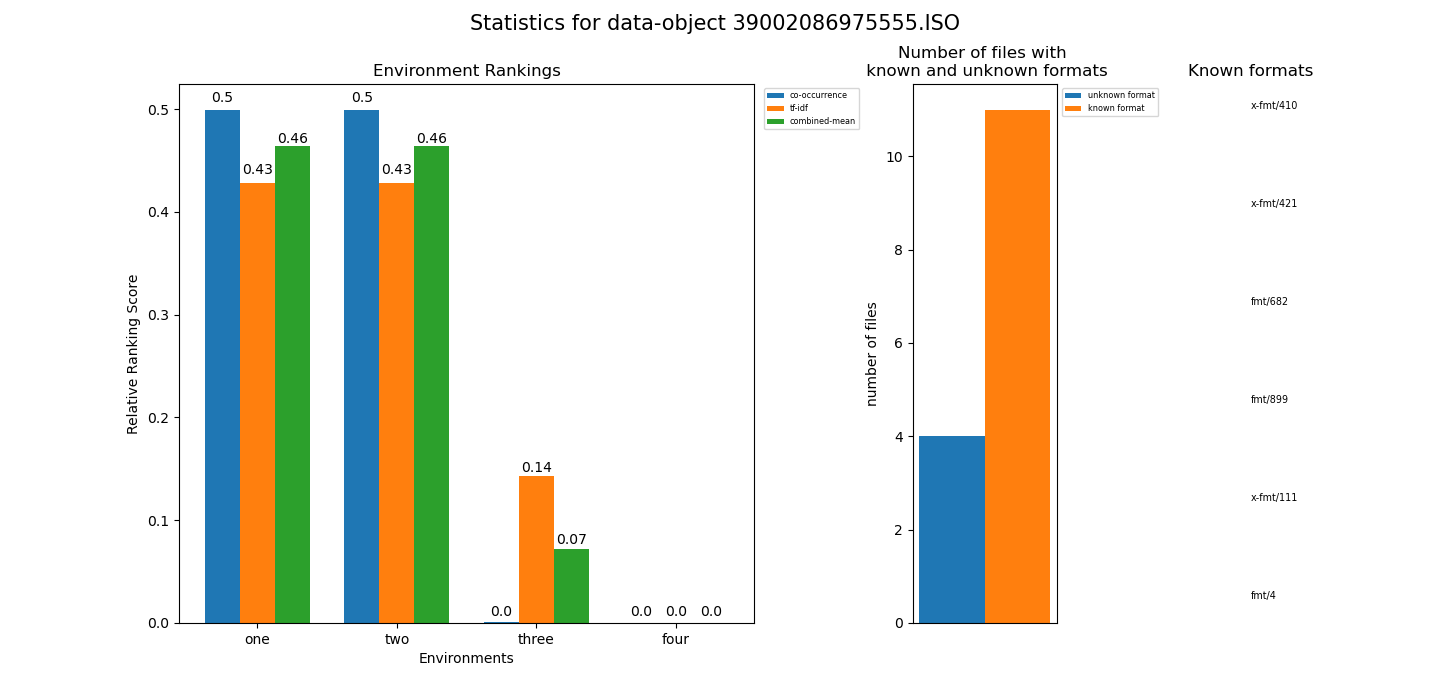 Statistics for data-object 39002086975555.ISO
Environment Rankings
Relative Ranking Score
0.5
0.4
0.3
0.2
0.1
0.0
0.5
0.43
0.46
0.5
0.43
0.46
0.0
0.14
0.07
0.0
0.0
0.0
one
two
three
four
Environments
co-occurrence
tf-idf
combined-mean
Number of files with
known and unknown formats
number of files
10
8
6
4
2
0
unknown format
known format
Known formats
x-fmt/410
x-fmt/421
fmt/682
fmt/899
x-fmt/111
fmt/4